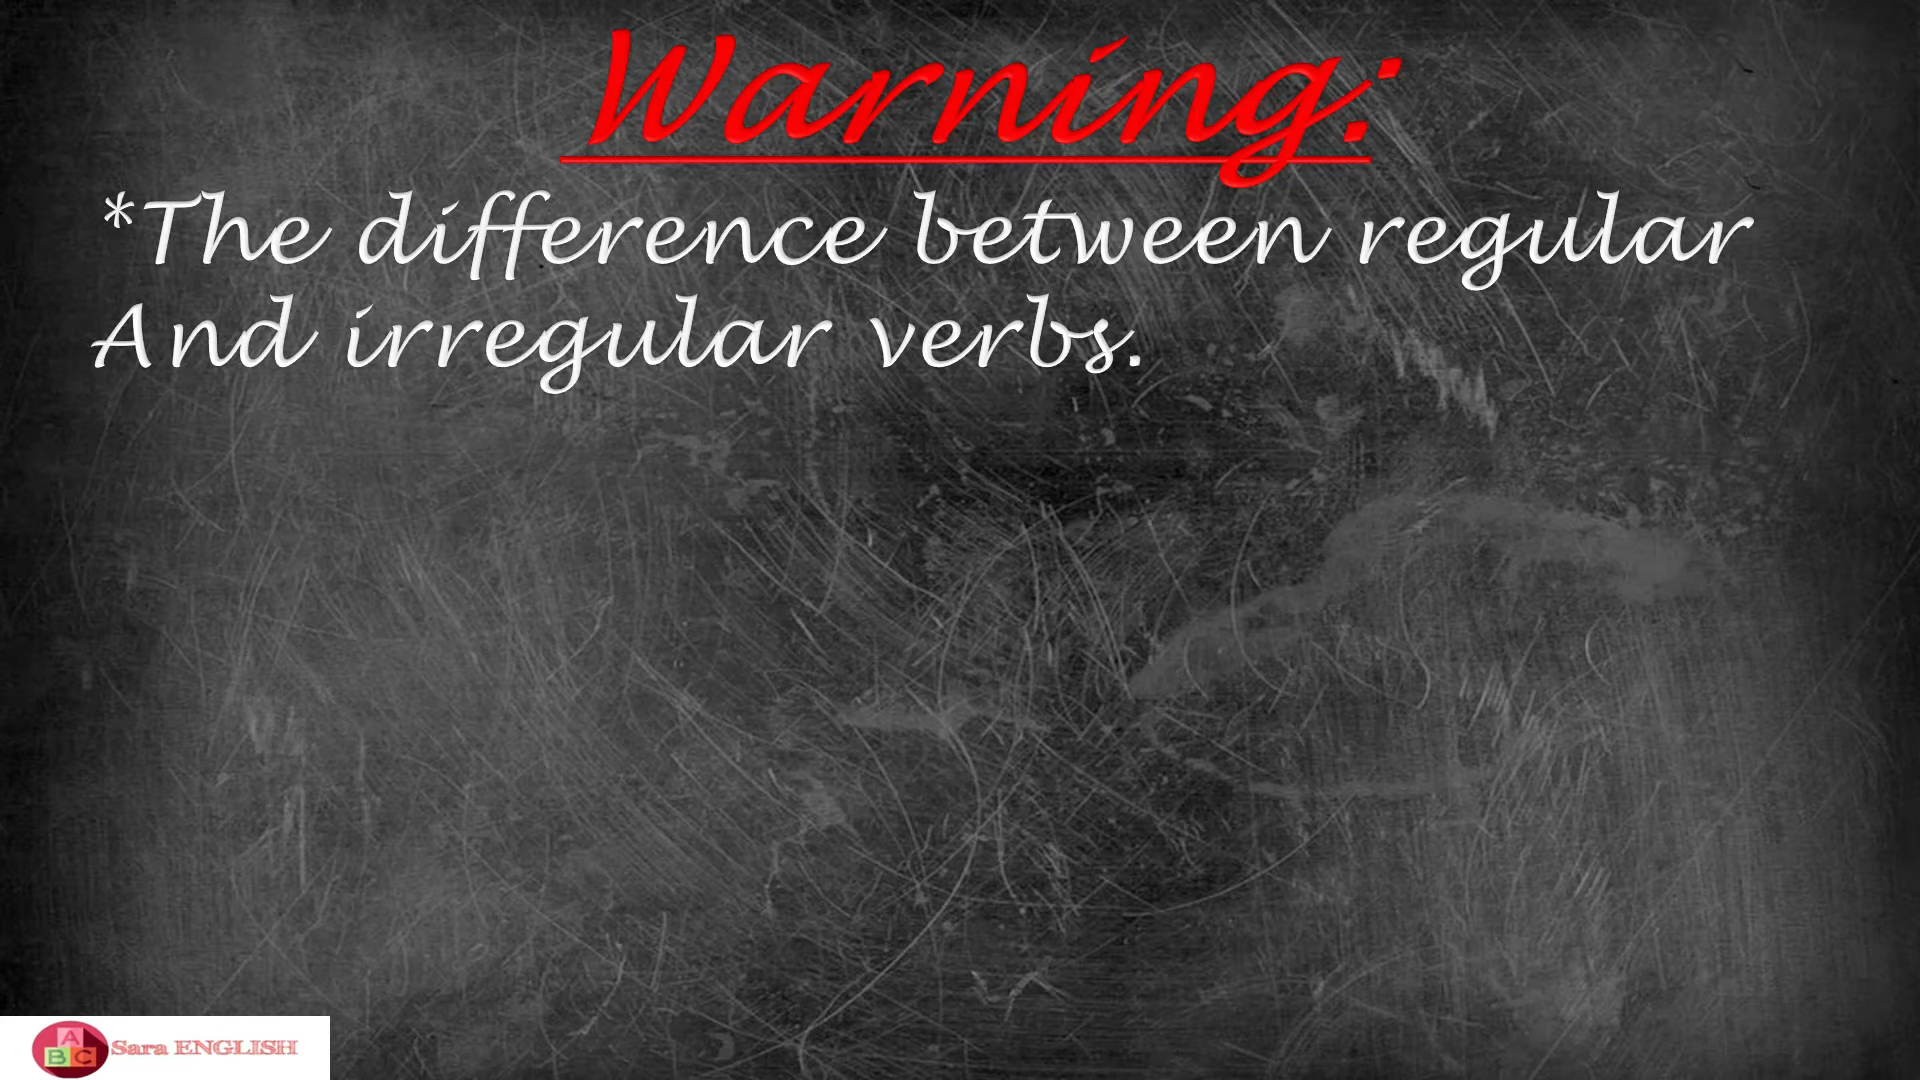 Warning:
*The difference between regular
And irregular verbs.
A
B C
Sara ENGLISH